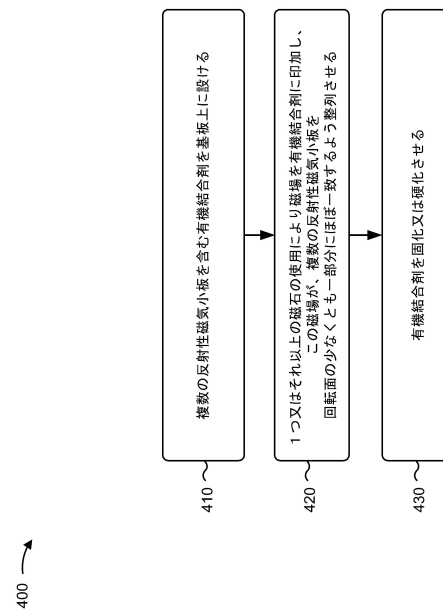 400
410
複数の反射性磁気小板を含む有機結合剤を基板上に設ける
420
1つ又はそれ以上の磁石の使用により磁場を有機結合剤に印加し、
この磁場が、複数の反射性磁気小板を
回転面の少なくとも一部分にほぼ一致するよう整列させる
430
有機結合剤を固化又は硬化させる